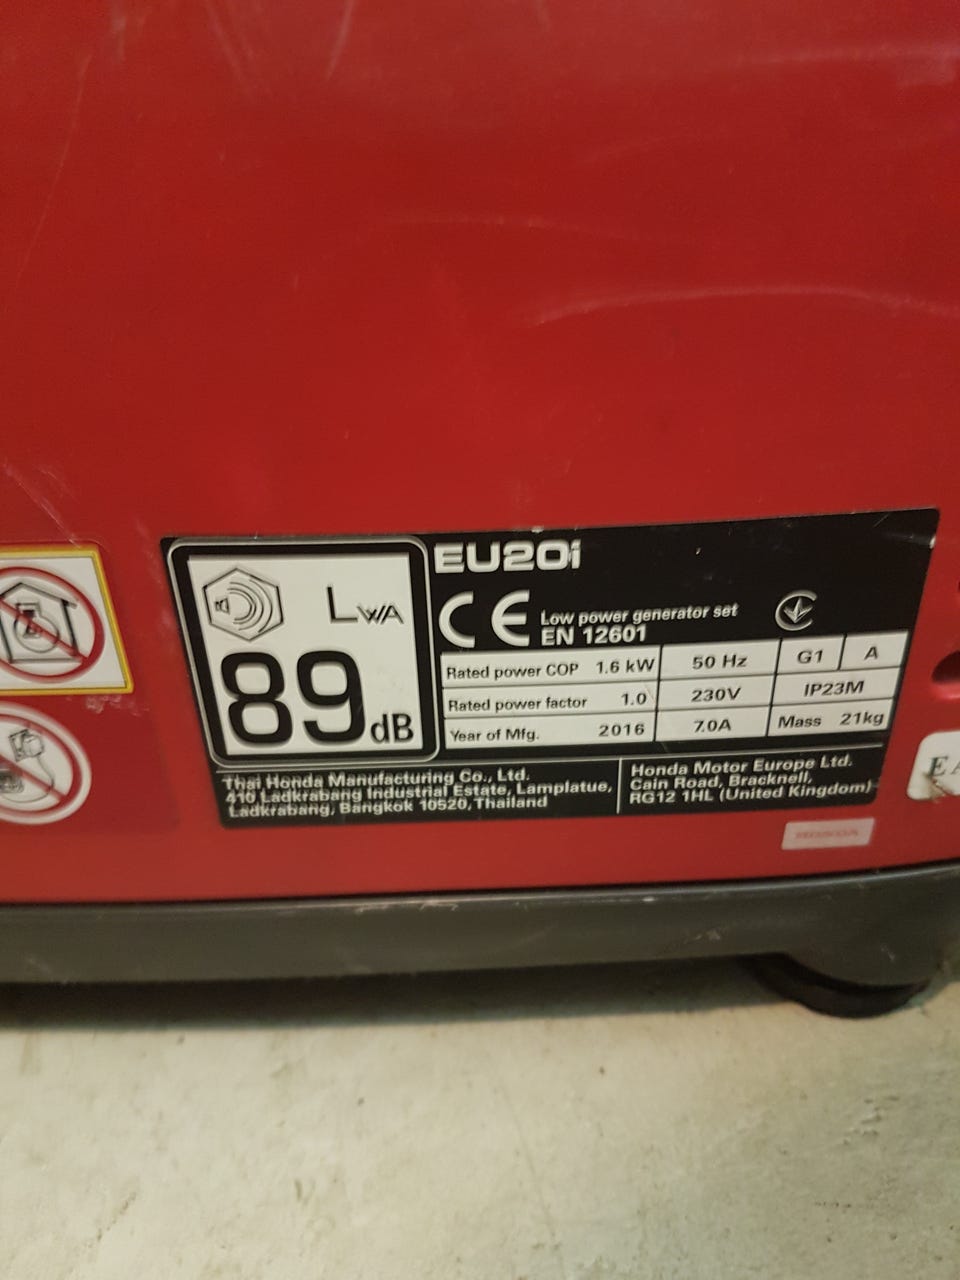 EU20i
LWA
89 dB
CE
Low power generator set
EN 12601
Rated power COP 1.6 kW 50 Hz G1 A
Rated power factor 1.0 230V IP23M
Year of Mfg. 2016 7.0A Mass 21kg
Thai Honda Manufacturing Co., Ltd.
410 Ladkrabang Industrial Estate, Lamplatue,
Ladkrabang, Bangkok 10520, Thailand
Honda Motor Europe Ltd.
Cain Road, Bracknell,
RG12 1HL (United Kingdom)
HONDA